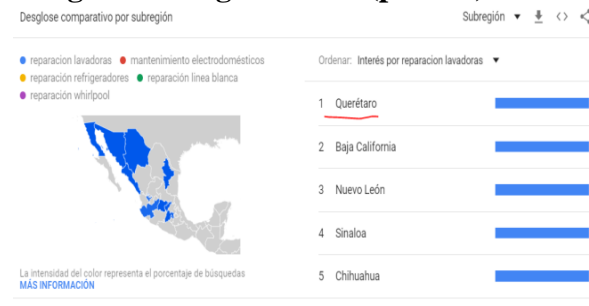 Desglose comparativo por subregión
Subregión
reparacion lavadoras mantenimiento electrodomésticos
reparación refrigeradores reparación linea blanca
reparación whirlpool
La intensidad del color representa el porcentaje de búsquedas
MÁS INFORMACIÓN
Ordenar: Interés por reparacion lavadoras
1 Querétaro
2 Baja California
3 Nuevo León
4 Sinaloa
5 Chihuahua